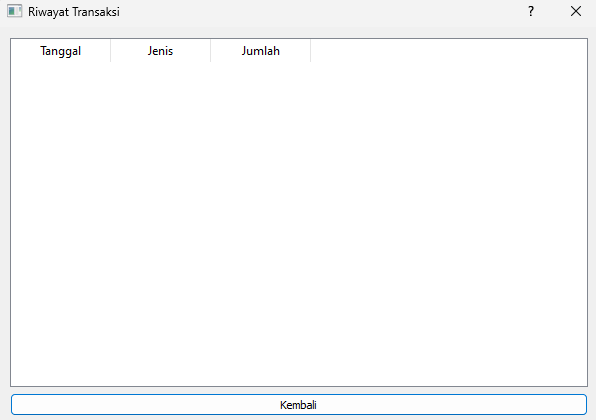 Riwayat Transaksi
?
Tanggal Jenis Jumlah
Kembali